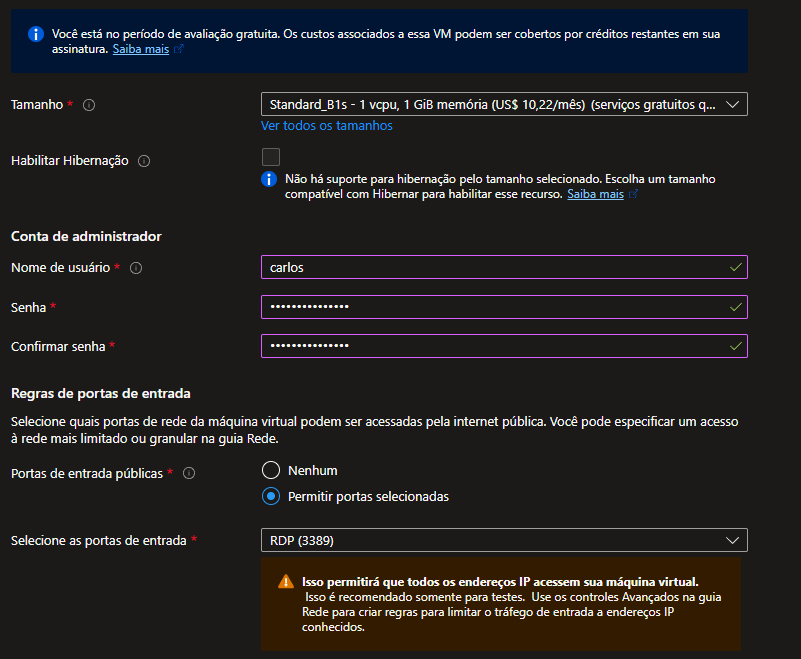 Você está no período de avaliação gratuita. Os custos associados a essa VM podem ser cobertos por créditos restantes em sua
assinatura. Saiba mais
Tamanho *
Standard_B1s - 1 vcpu, 1 GiB memória (US$ 10,22/mês) (serviços gratuitos q...
Ver todos os tamanhos
Habilitar Hibernação
Não há suporte para hibernação pelo tamanho selecionado. Escolha um tamanho
compatível com Hibernar para habilitar esse recurso. Saiba mais
Conta de administrador
Nome de usuário *
carlos
Senha *
•••••••••••••••
Confirmar senha *
•••••••••••••••
Regras de portas de entrada
Selecione quais portas de rede da máquina virtual podem ser acessadas pela internet pública. Você pode especificar um acesso
à rede mais limitado ou granular na guia Rede.
Portas de entrada públicas *
Nenhum
Permitir portas selecionadas
Selecione as portas de entrada *
RDP (3389)
Isso permitirá que todos os endereços IP acessem sua máquina virtual.
Isso é recomendado somente para testes. Use os controles Avançados na guia
Rede para criar regras para limitar o tráfego de entrada a endereços IP
conhecidos.